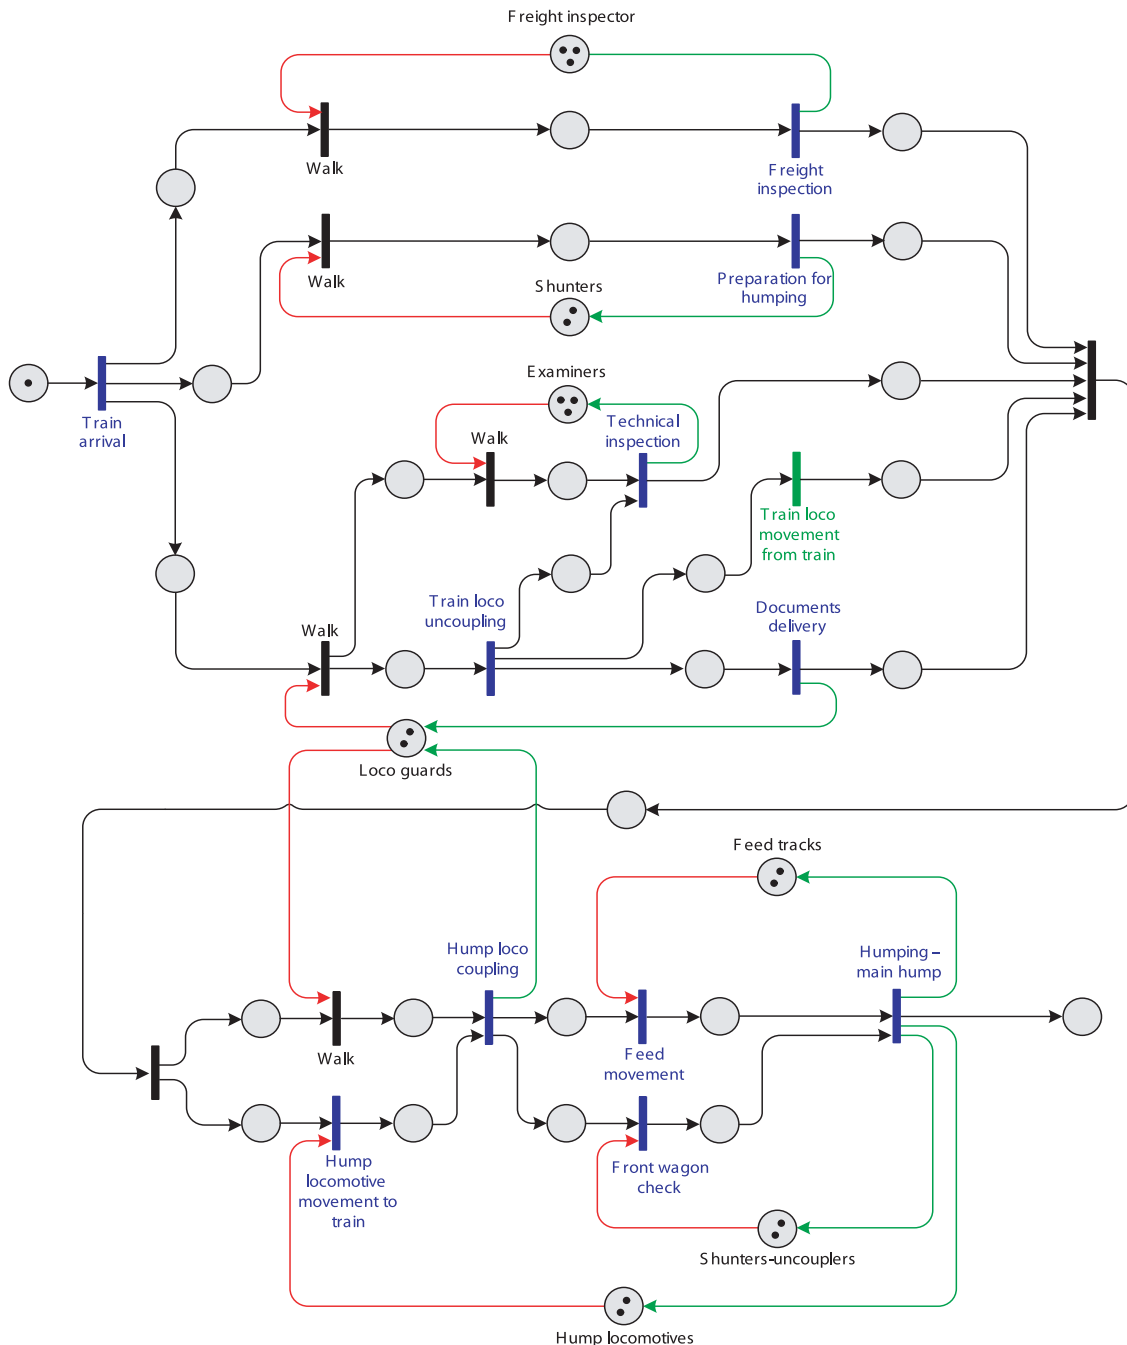 Freight inspector
Walk
Freight
inspection
Walk
Preparation for
humping
Shunters
Train
arrival
Examiners
Walk
Technical
inspection
Train loco
movement
from train
Train loco
uncoupling
Documents
delivery
Walk
Loco guards
Feed tracks
Hump loco
coupling
Humping –
main hump
Walk
Feed
movement
Hump
locomotive
movement to
train
Front wagon
check
Shunters-uncouplers
Hump locomotives